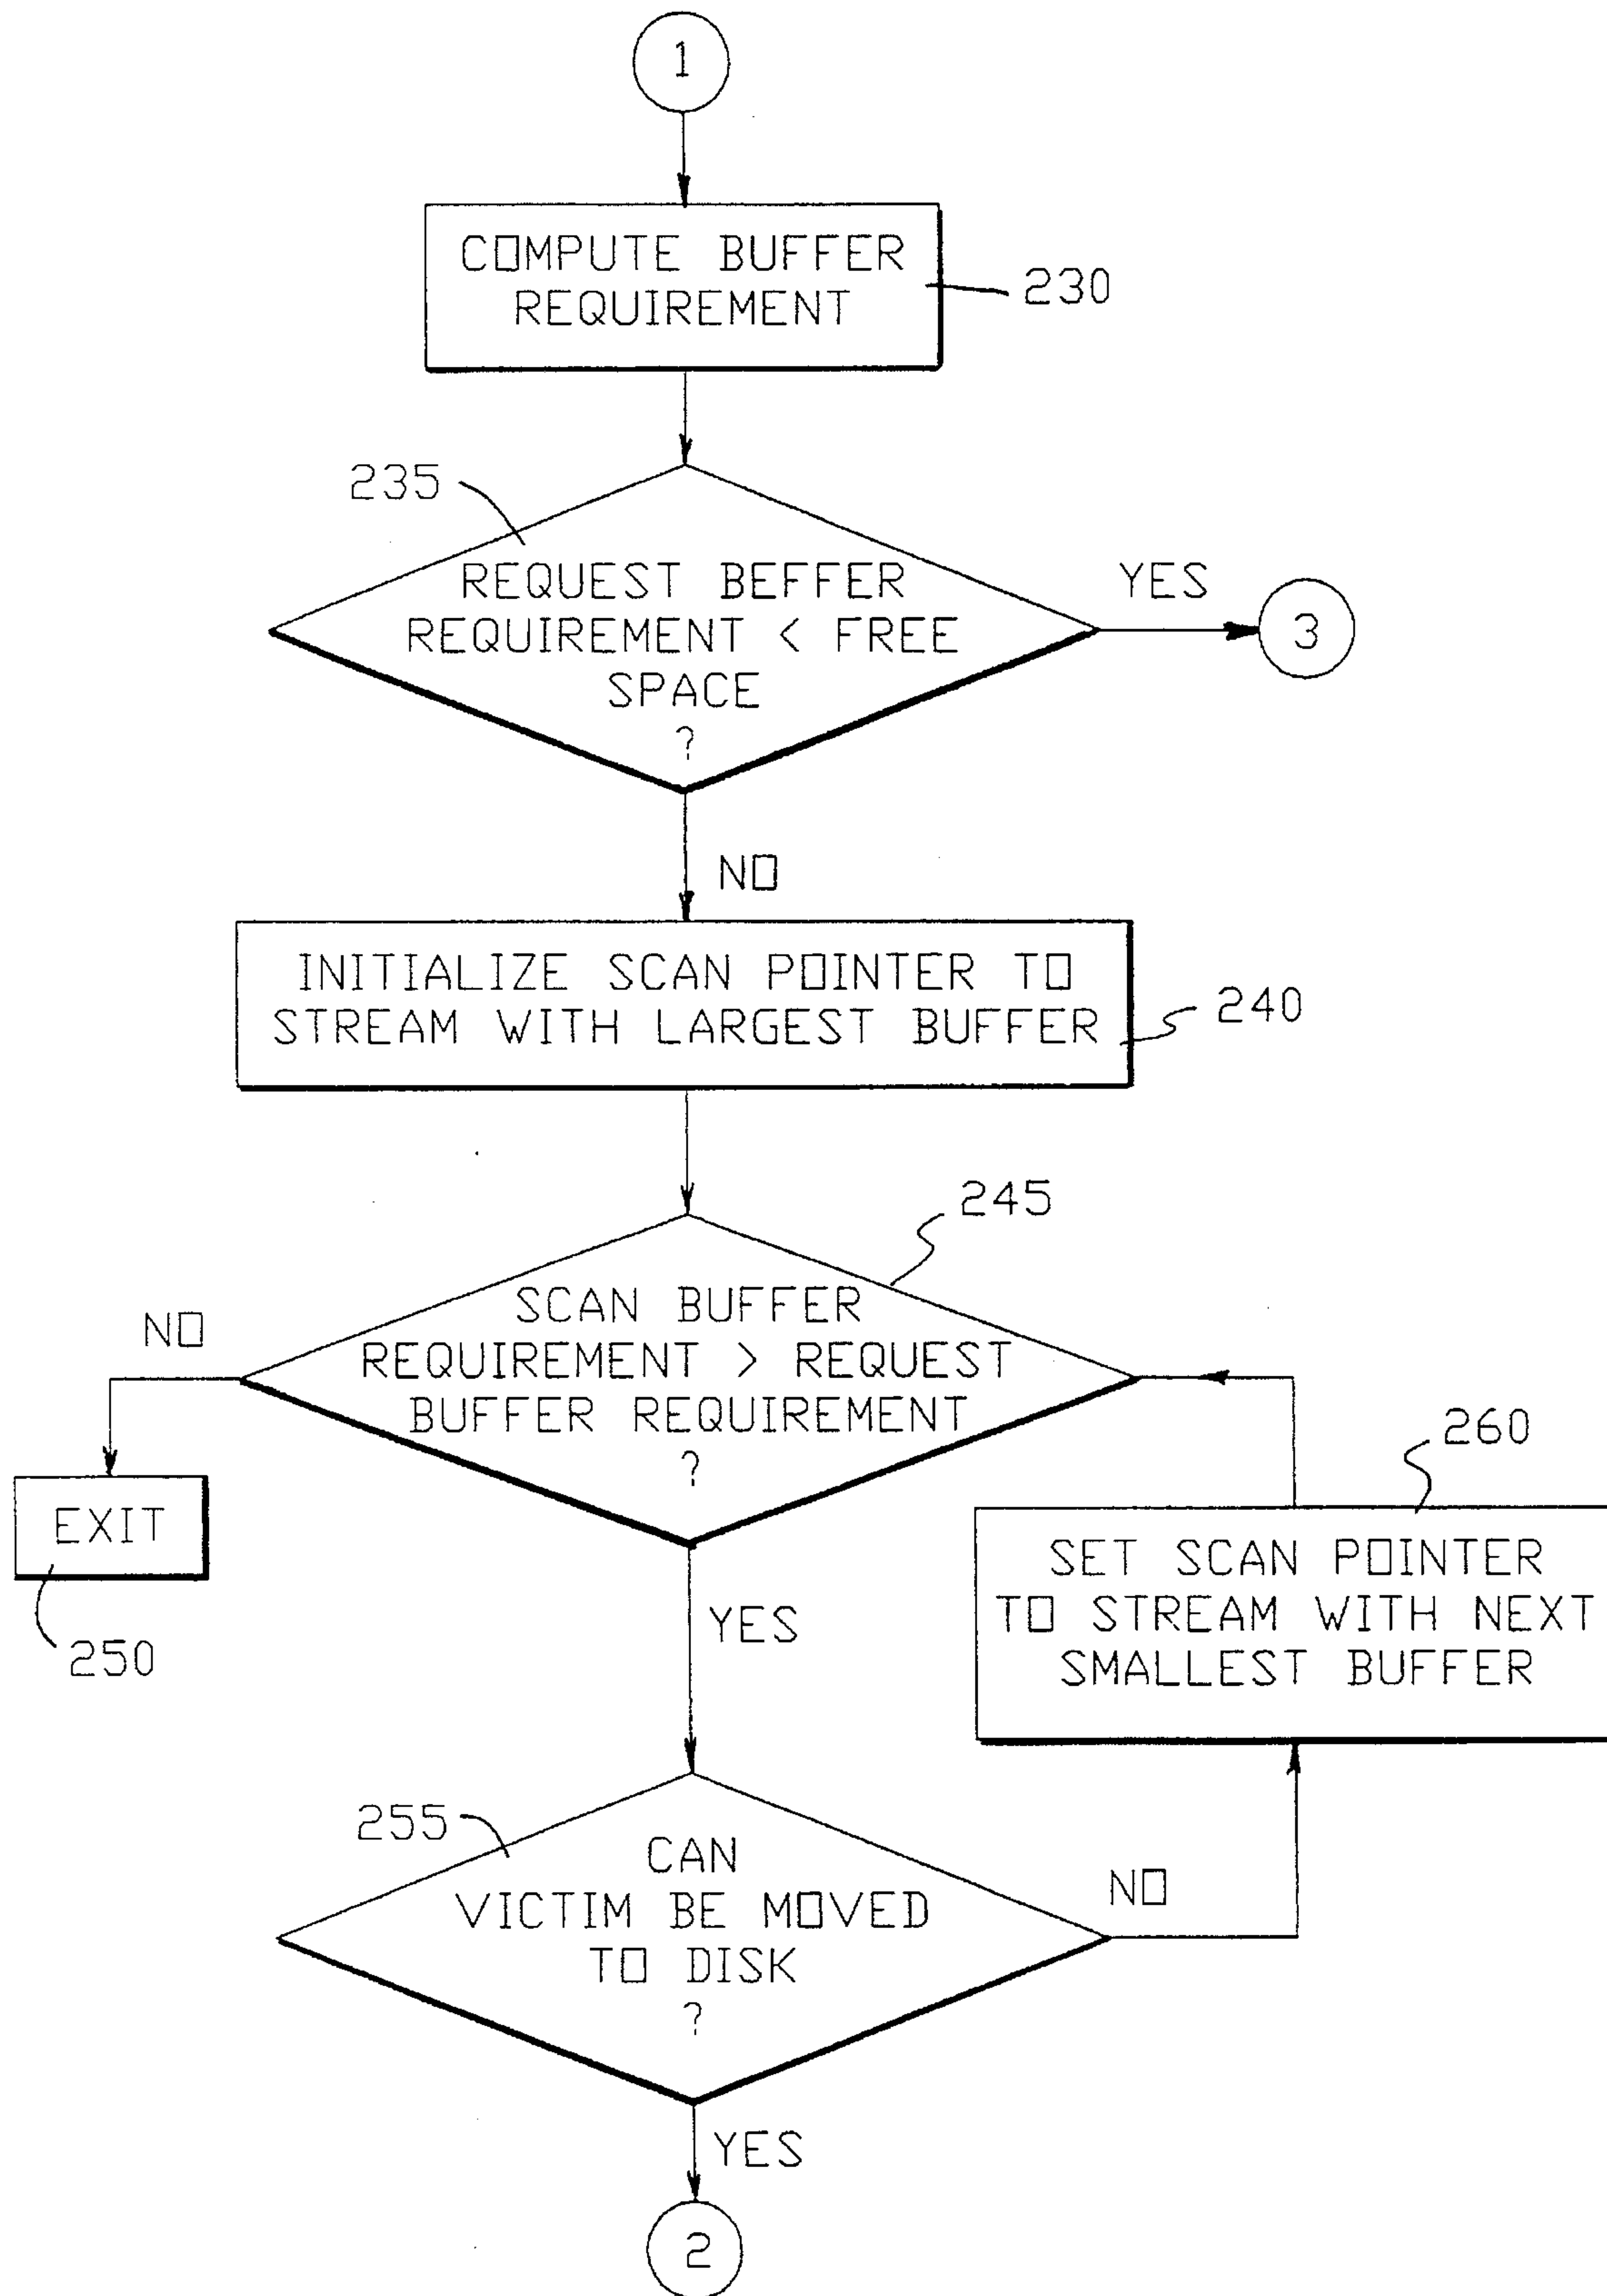 1
COMPUTE BUFFER
REQUIREMENT
230
235
REQUEST BEFFER
REQUIREMENT < FREE
SPACE
?
YES
3
NO
INITIALIZE SCAN POINTER TO
STREAM WITH LARGEST BUFFER
240
245
SCAN BUFFER
REQUIREMENT > REQUEST
BUFFER REQUIREMENT
?
NO
EXIT
250
YES
260
SET SCAN POINTER
TO STREAM WITH NEXT
SMALLEST BUFFER
255
CAN
VICTIM BE MOVED
TO DISK
?
NO
YES
2